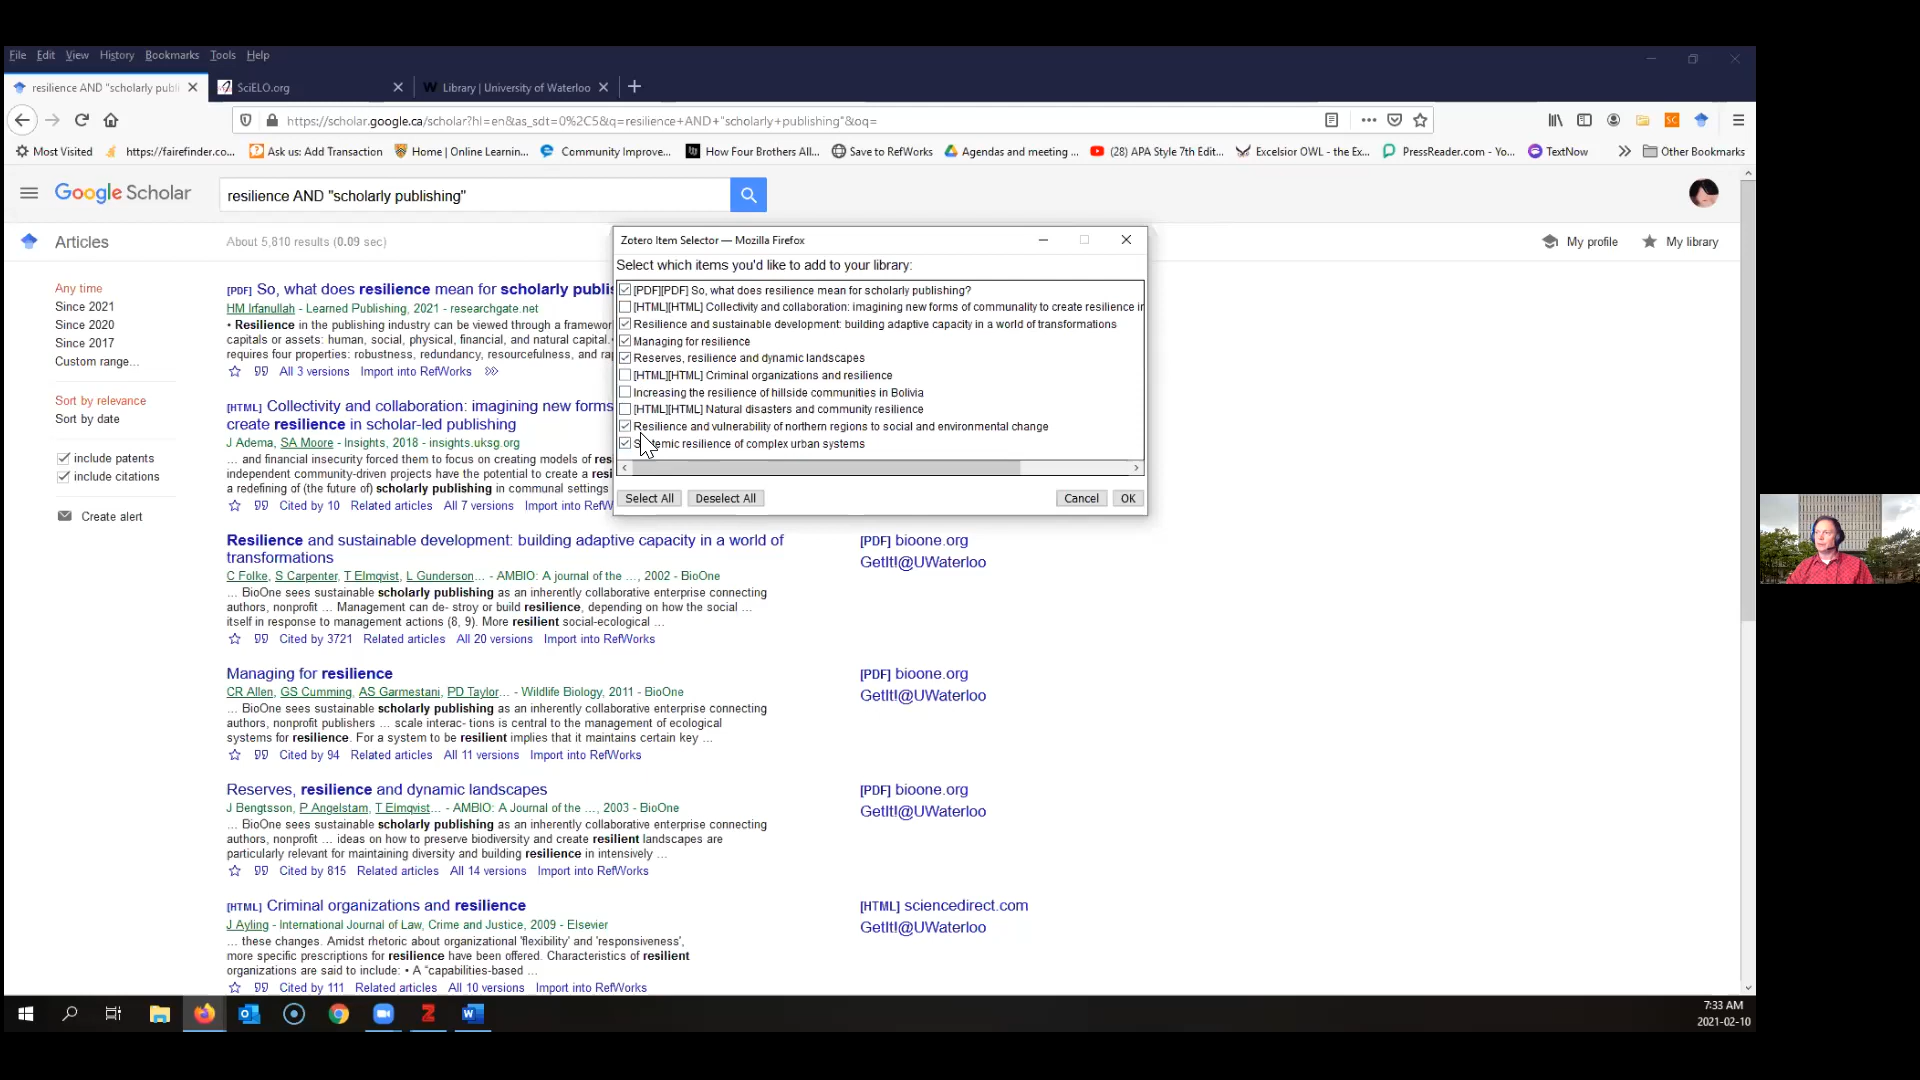 File Edit View History Bookmarks Tools Help
resilience AND "scholarly publi
SciELO.org
Library | University of Waterloo
https://scholar.google.ca/scholar?hl=en&as_sdt=0%2C5&q=resilience+AND+"scholarly+publishing"&oq=
Most Visited
https://fairefinder.co...
Ask us: Add Transaction
Home | Online Learnin...
Community Improve...
How Four Brothers All...
Save to RefWorks
Agendas and meeting ...
(28) APA Style 7th Edit...
Excelsior OWL - the Ex...
PressReader.com - Yo...
TextNow
Other Bookmarks
Google Scholar
resilience AND "scholarly publishing"
Articles
About 5,810 results (0.09 sec)
My profile
My library
Any time
Since 2021
Since 2020
Since 2017
Custom range...
Sort by relevance
Sort by date
include patents
include citations
Create alert
[PDF] So, what does resilience mean for scholarly publis
HM Irfanullah - Learned Publishing, 2021 - researchgate.net
• Resilience in the publishing industry can be viewed through a framewor
capitals or assets: human, social, physical, financial, and natural capital.
requires four properties: robustness, redundancy, resourcefulness, and rap
All 3 versions Import into RefWorks
[HTML] Collectivity and collaboration: imagining new forms
create resilience in scholar-led publishing
J Adema, SA Moore - Insights, 2018 - insights.uksg.org
... and financial insecurity forced them to focus on creating models of res
independent community-driven projects have the potential to create a resi
a redefining of (the future of) scholarly publishing in communal settings
Cited by 10 Related articles All 7 versions Import into RefW
Zotero Item Selector — Mozilla Firefox
Select which items you'd like to add to your library:
[PDF][PDF] So, what does resilience mean for scholarly publishing?
[HTML][HTML] Collectivity and collaboration: imagining new forms of communality to create resilience in
Resilience and sustainable development: building adaptive capacity in a world of transformations
Managing for resilience
Reserves, resilience and dynamic landscapes
[HTML][HTML] Criminal organizations and resilience
Increasing the resilience of hillside communities in Bolivia
[HTML][HTML] Natural disasters and community resilience
Resilience and vulnerability of northern regions to social and environmental change
Systemic resilience of complex urban systems
Select All
Deselect All
Cancel
OK
Resilience and sustainable development: building adaptive capacity in a world of
transformations
C Folke, S Carpenter, T Elmqvist, L Gunderson... - AMBIO: A journal of the ..., 2002 - BioOne
... BioOne sees sustainable scholarly publishing as an inherently collaborative enterprise connecting
authors, nonprofit ... Management can de- stroy or build resilience, depending on how the social ...
itself in response to management actions (8, 9). More resilient social-ecological ...
Cited by 3721 Related articles All 20 versions Import into RefWorks
[PDF] bioone.org
GetIt!@UWaterloo
Managing for resilience
CR Allen, GS Cumming, AS Garmestani, PD Taylor... - Wildlife Biology, 2011 - BioOne
... BioOne sees sustainable scholarly publishing as an inherently collaborative enterprise connecting
authors, nonprofit publishers ... scale interac- tions is central to the management of ecological
systems for resilience. For a system to be resilient implies that it maintains certain key ...
Cited by 94 Related articles All 11 versions Import into RefWorks
[PDF] bioone.org
GetIt!@UWaterloo
Reserves, resilience and dynamic landscapes
J Bengtsson, P Angelstam, T Elmqvist... - AMBIO: A Journal of the ..., 2003 - BioOne
... BioOne sees sustainable scholarly publishing as an inherently collaborative enterprise connecting
authors, nonprofit ... ideas on how to preserve biodiversity and create resilient landscapes are
particularly relevant for maintaining diversity and building resilience in intensively ...
Cited by 815 Related articles All 14 versions Import into RefWorks
[PDF] bioone.org
GetIt!@UWaterloo
[HTML] Criminal organizations and resilience
J Ayling - International Journal of Law, Crime and Justice, 2009 - Elsevier
... these changes. Amidst rhetoric about organizational 'flexibility' and 'responsiveness',
more specific prescriptions for resilience have been offered. Characteristics of resilient
organizations are said to include: • A "capabilities-based ...
Cited by 111 Related articles All 10 versions Import into RefWorks
[HTML] sciencedirect.com
GetIt!@UWaterloo
7:33 AM
2021-02-10